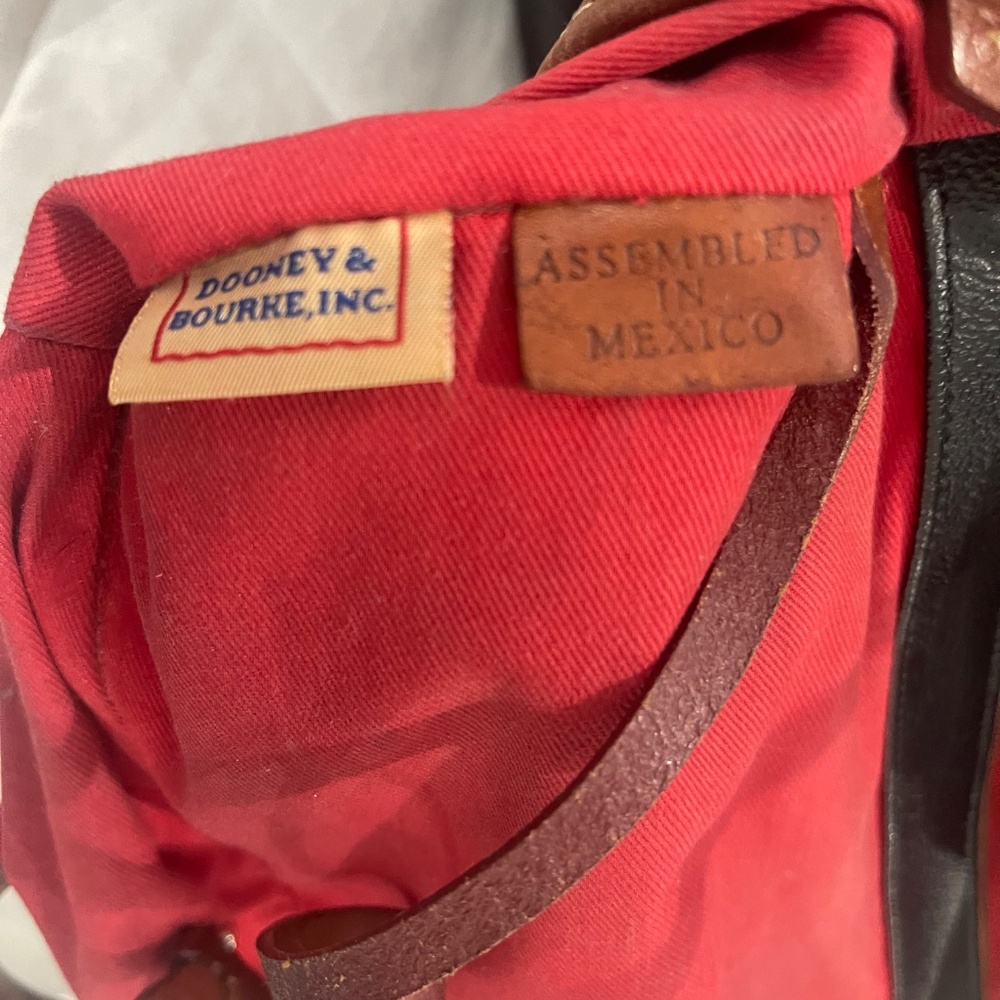 DOONEY &
BOURKE, INC.
ASSEMBLED
IN
MEXICO